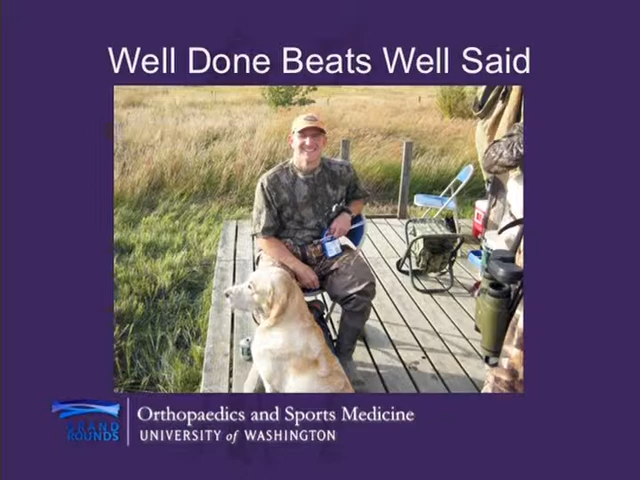 Well Done Beats Well Said
GRAND
ROUNDS
Orthopaedics and Sports Medicine
UNIVERSITY of WASHINGTON